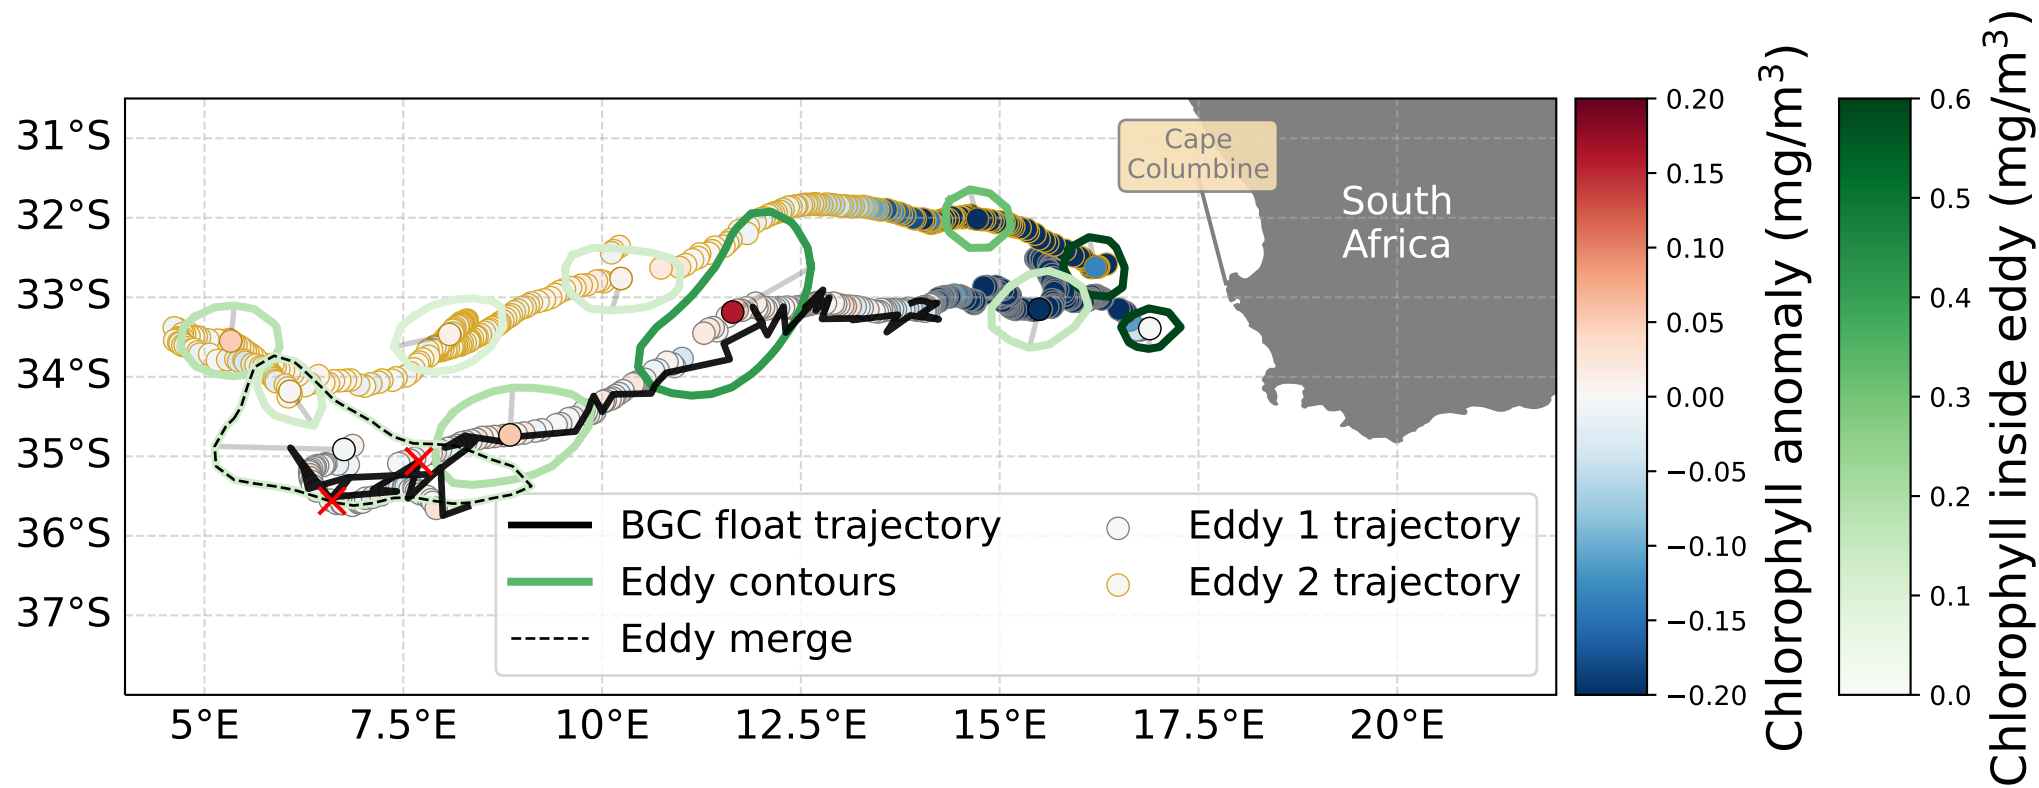 31°S
32°S
33°S
34°S
35°S
36°S
37°S
5°E
7.5°E
10°E
12.5°E
15°E
17.5°E
20°E
Cape
Columbine
South
Africa
BGC float trajectory
Eddy contours
Eddy merge
Eddy 1 trajectory
Eddy 2 trajectory
0.20
0.15
0.10
0.05
0.00
−0.05
−0.10
−0.15
−0.20
Chlorophyll anomaly (mg/m³)
0.6
0.5
0.4
0.3
0.2
0.1
0.0
Chlorophyll inside eddy (mg/m³)